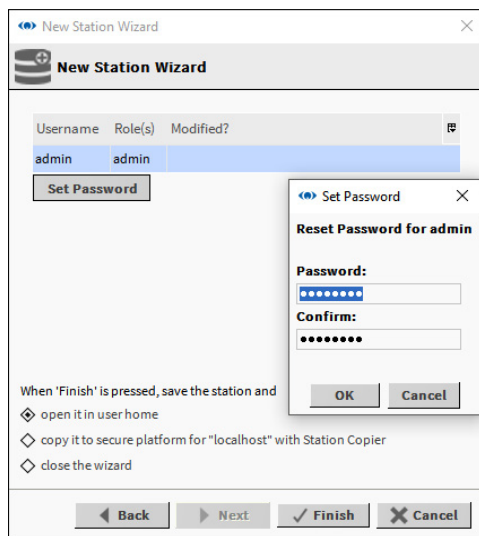 New Station Wizard
New Station Wizard
Username Role(s) Modified?
admin admin
Set Password
Set Password
Reset Password for admin
Password:
••••••••
Confirm:
••••••••
OK Cancel
When 'Finish' is pressed, save the station and
open it in user home
copy it to secure platform for "localhost" with Station Copier
close the wizard
Back Next Finish Cancel